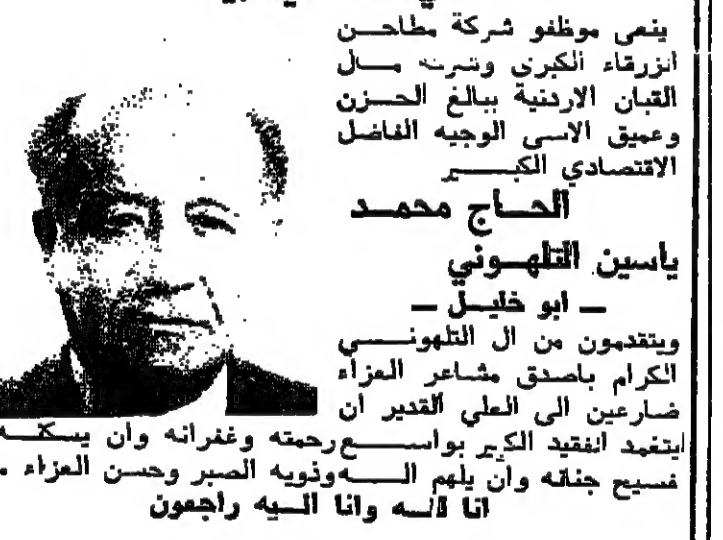 ينعى موظفو شركة مطاحن
الزرقاء الكبرى وشركة مال
القبان الاردنية ببالغ الحزن
وعميق الاسى الوجيه الفاضل
الاقتصادي الكبير
الحاج محمد
ياسين التلهوني
— ابو خليل —
ويتقدمون من ال التلهوني
الكرام باصدق مشاعر العزاء
ضارعين الى العلي القدير ان
يتغمد الفقيد الكبير بواسع رحمته وغفرانه وان يسكنه
فسيح جنانه وان يلهم اله وذويه الصبر وحسن العزاء .
انا لله وانا اليه راجعون